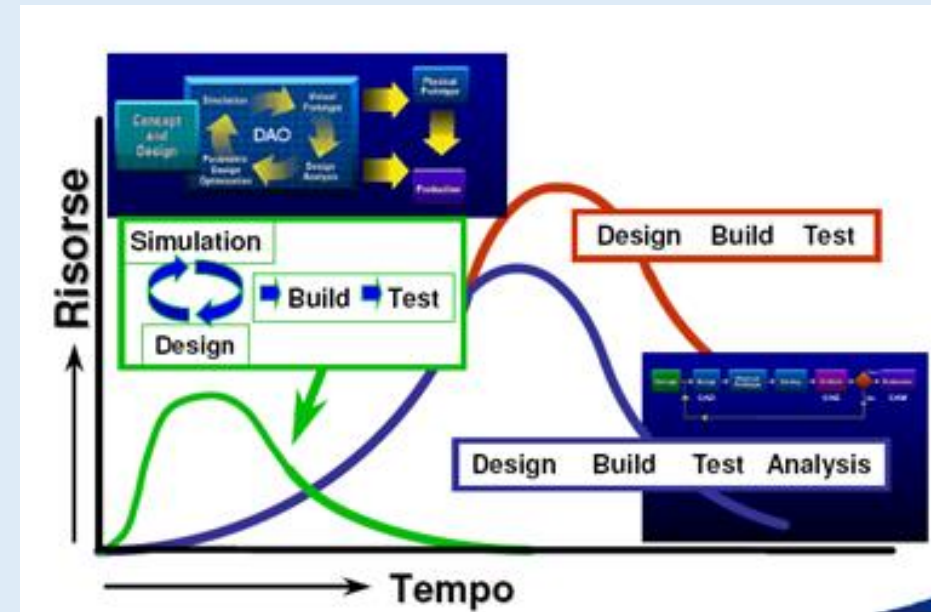 Concept and Design
Simulation
Virtual Prototype
DAO
Parametric Design Optimization
Design Analysis
Physical Prototype
Production
Risorse
Simulation
Design
Build
Test
Design Build Test
Design Build Test Analysis
Tempo